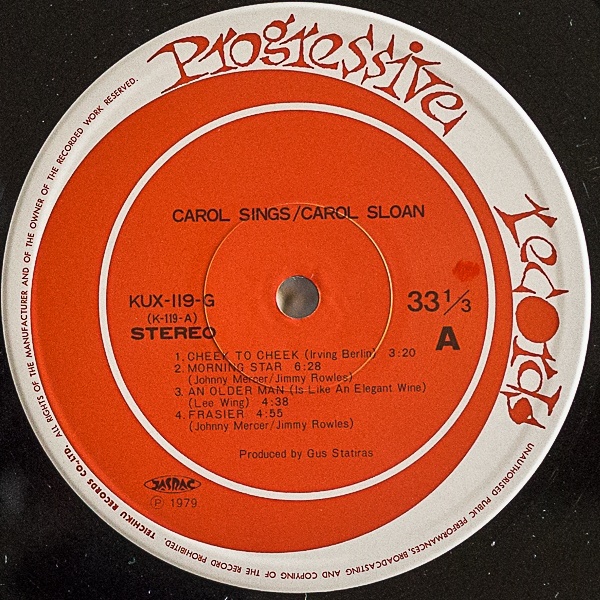 Progressive
records
CAROL SINGS/CAROL SLOAN
KUX-119-G
(K-119-A)
STEREO
33 1/3
A
1. CHEEK TO CHEEK (Irving Berlin) 3:20
2. MORNING STAR 6:28
(Johnny Mercer/Jimmy Rowles)
3. AN OLDER MAN (Is Like An Elegant Wine)
(Lee Wing) 4:38
4. FRASIER 4:55
(Johnny Mercer/Jimmy Rowles)
Produced by Gus Statiras
JASRAC
Ⓟ 1979
TEICHIKU RECORDS CO., LTD. ALL RIGHTS OF THE MANUFACTURER AND OF THE OWNER OF THE RECORDED WORK RESERVED.
UNAUTHORISED PUBLIC PERFORMANCES, BROADCASTING AND COPYING OF THE RECORD PROHIBITED.